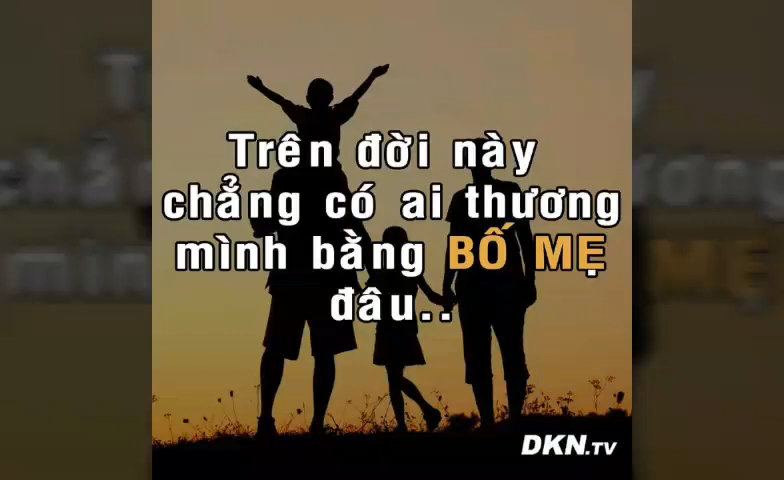 Trên đời này
chẳng có ai thương
mình bằng BỐ MẸ
đâu..
DKN.TV